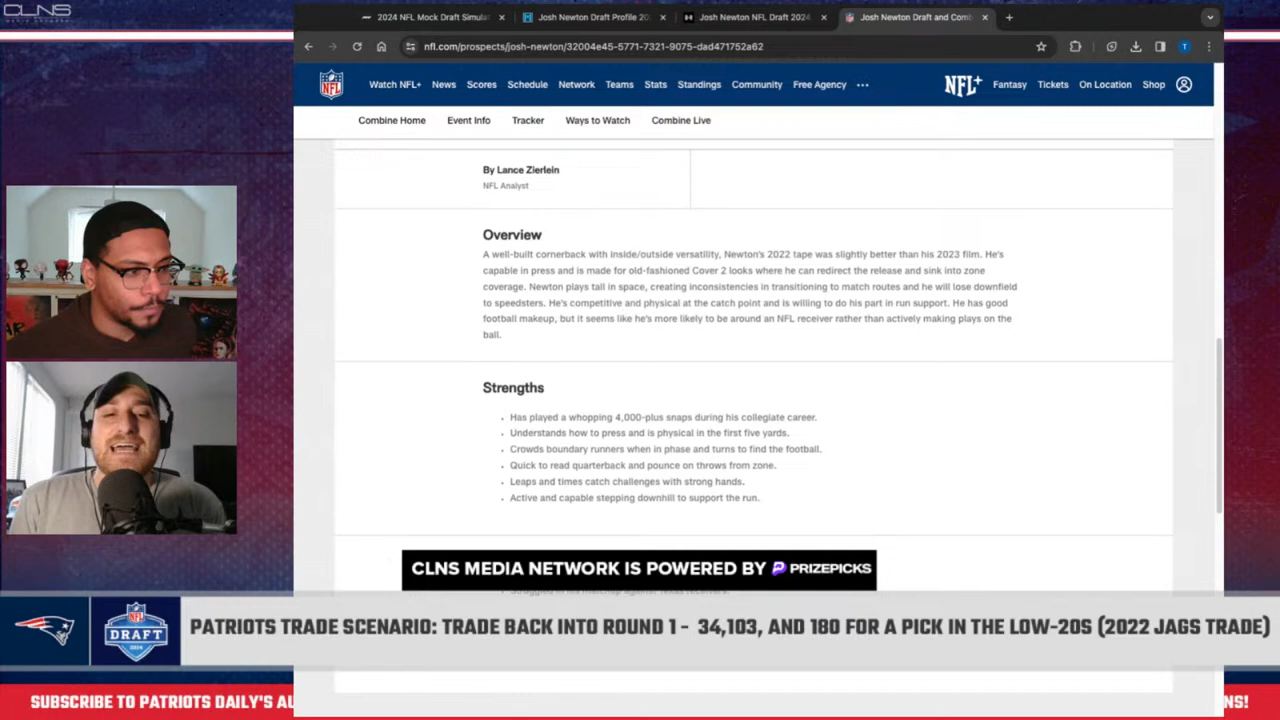 CLNS
MEDIA NETWORK
2024 NFL Mock Draft Simulat
Josh Newton Draft Profile 20
Josh Newton NFL Draft 2024
Josh Newton Draft and Comb
nfl.com/prospects/josh-newton/32004e45-5771-7321-9075-dad471752a62
T
Watch NFL+ News Scores Schedule Network Teams Stats Standings Community Free Agency ••• NFL+ Fantasy Tickets On Location Shop
Combine Home Event Info Tracker Ways to Watch Combine Live
By Lance Zierlein
NFL Analyst
Overview
A well-built cornerback with inside/outside versatility, Newton's 2022 tape was slightly better than his 2023 film. He's
capable in press and is made for old-fashioned Cover 2 looks where he can redirect the release and sink into zone
coverage. Newton plays tall in space, creating inconsistencies in transitioning to match routes and he will lose downfield
to speedsters. He's competitive and physical at the catch point and is willing to do his part in run support. He has good
football makeup, but it seems like he's more likely to be around an NFL receiver rather than actively making plays on the
ball.
Strengths
• Has played a whopping 4,000-plus snaps during his collegiate career.
• Understands how to press and is physical in the first five yards.
• Crowds boundary runners when in phase and turns to find the football.
• Quick to read quarterback and pounce on throws from zone.
• Leaps and times catch challenges with strong hands.
• Active and capable stepping downhill to support the run.
CLNS MEDIA NETWORK IS POWERED BY PRIZEPICKS
NFL
DRAFT
2024
PATRIOTS TRADE SCENARIO: TRADE BACK INTO ROUND 1 - 34,103, AND 180 FOR A PICK IN THE LOW-20S (2022 JAGS TRADE)
SUBSCRIBE TO PATRIOTS DAILY'S AU
NS!